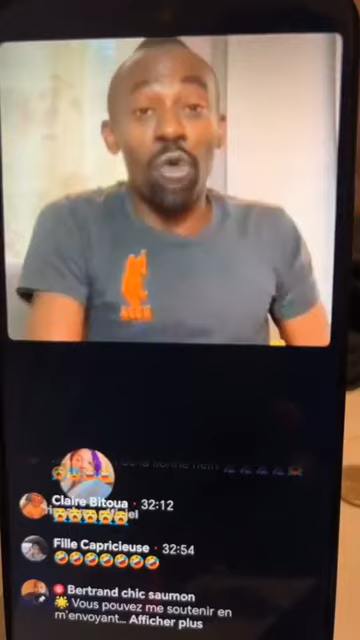 Claire Bitoua · 32:12
Fille Capricieuse · 32:54
🤣🤣🤣🤣🤣🤣🤣
Bertrand chic saumon
🌟 Vous pouvez me soutenir en
m'envoyant... Afficher plus